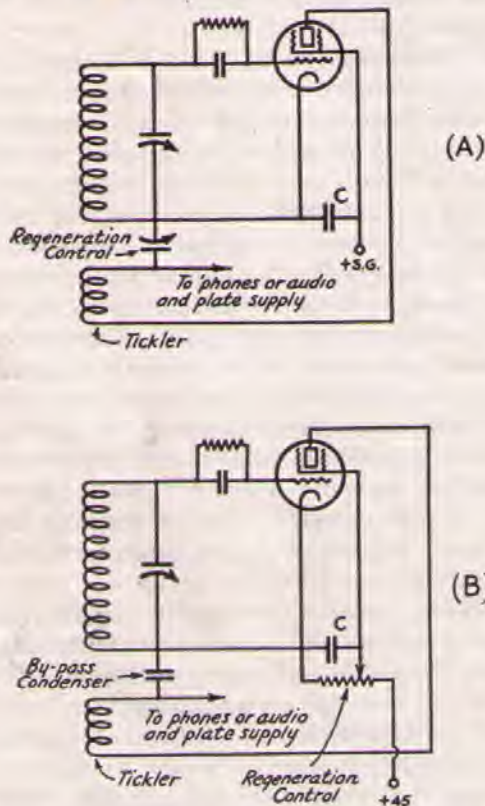 (A)
C
Regeneration
Control
+S.G.
To 'phones or audio
and plate supply
Tickler
(B)
C
By-pass
Condenser
To phones or audio
and plate supply
Tickler
Regeneration
Control
+45